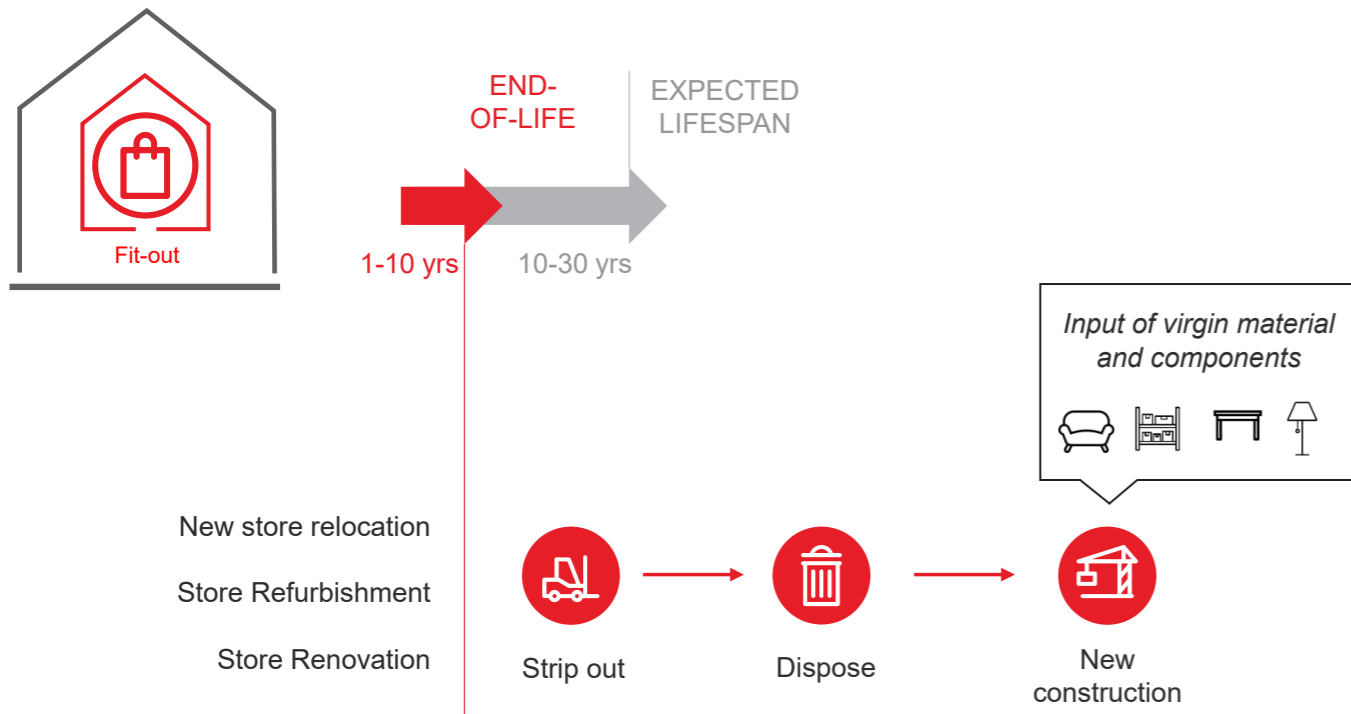 Fit-out
END-
OF-LIFE
EXPECTED
LIFESPAN
1-10 yrs
10-30 yrs
Input of virgin material
and components
New store relocation
Store Refurbishment
Store Renovation
Strip out
Dispose
New
construction